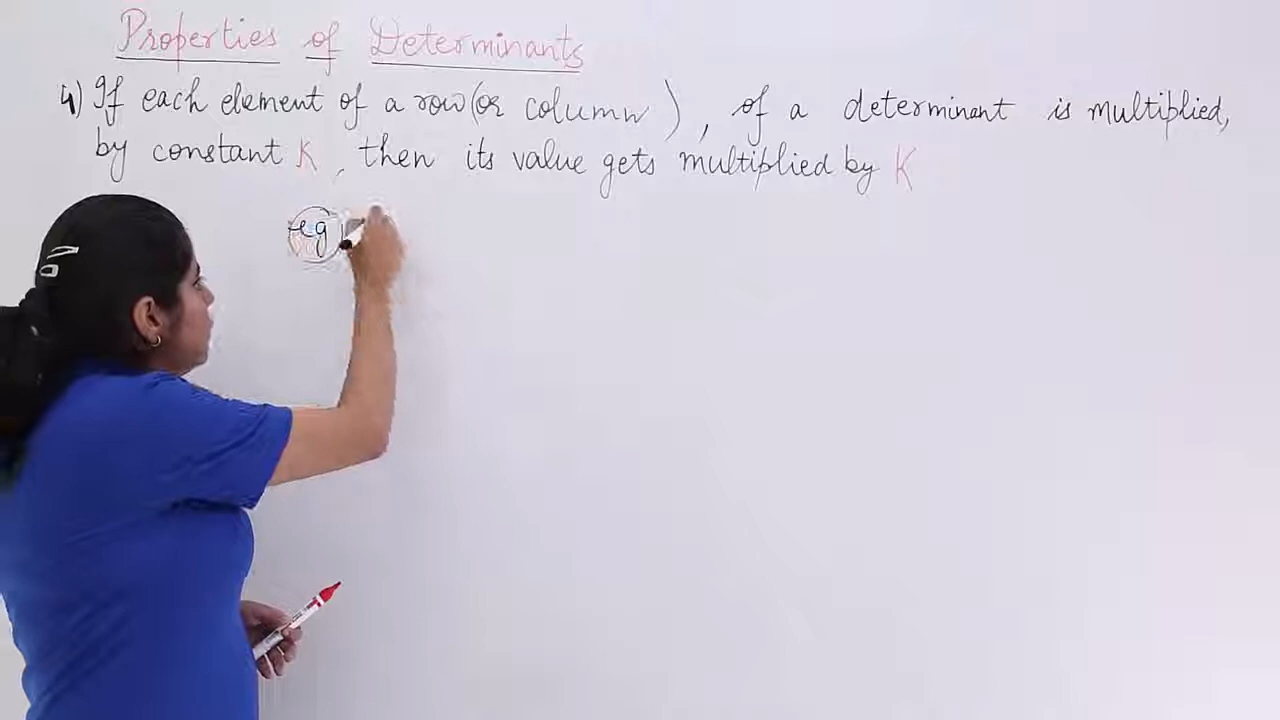 Properties of Determinants
4) If each element of a row (or column), of a determinant is multiplied,
by constant K, then its value gets multiplied by K
eg